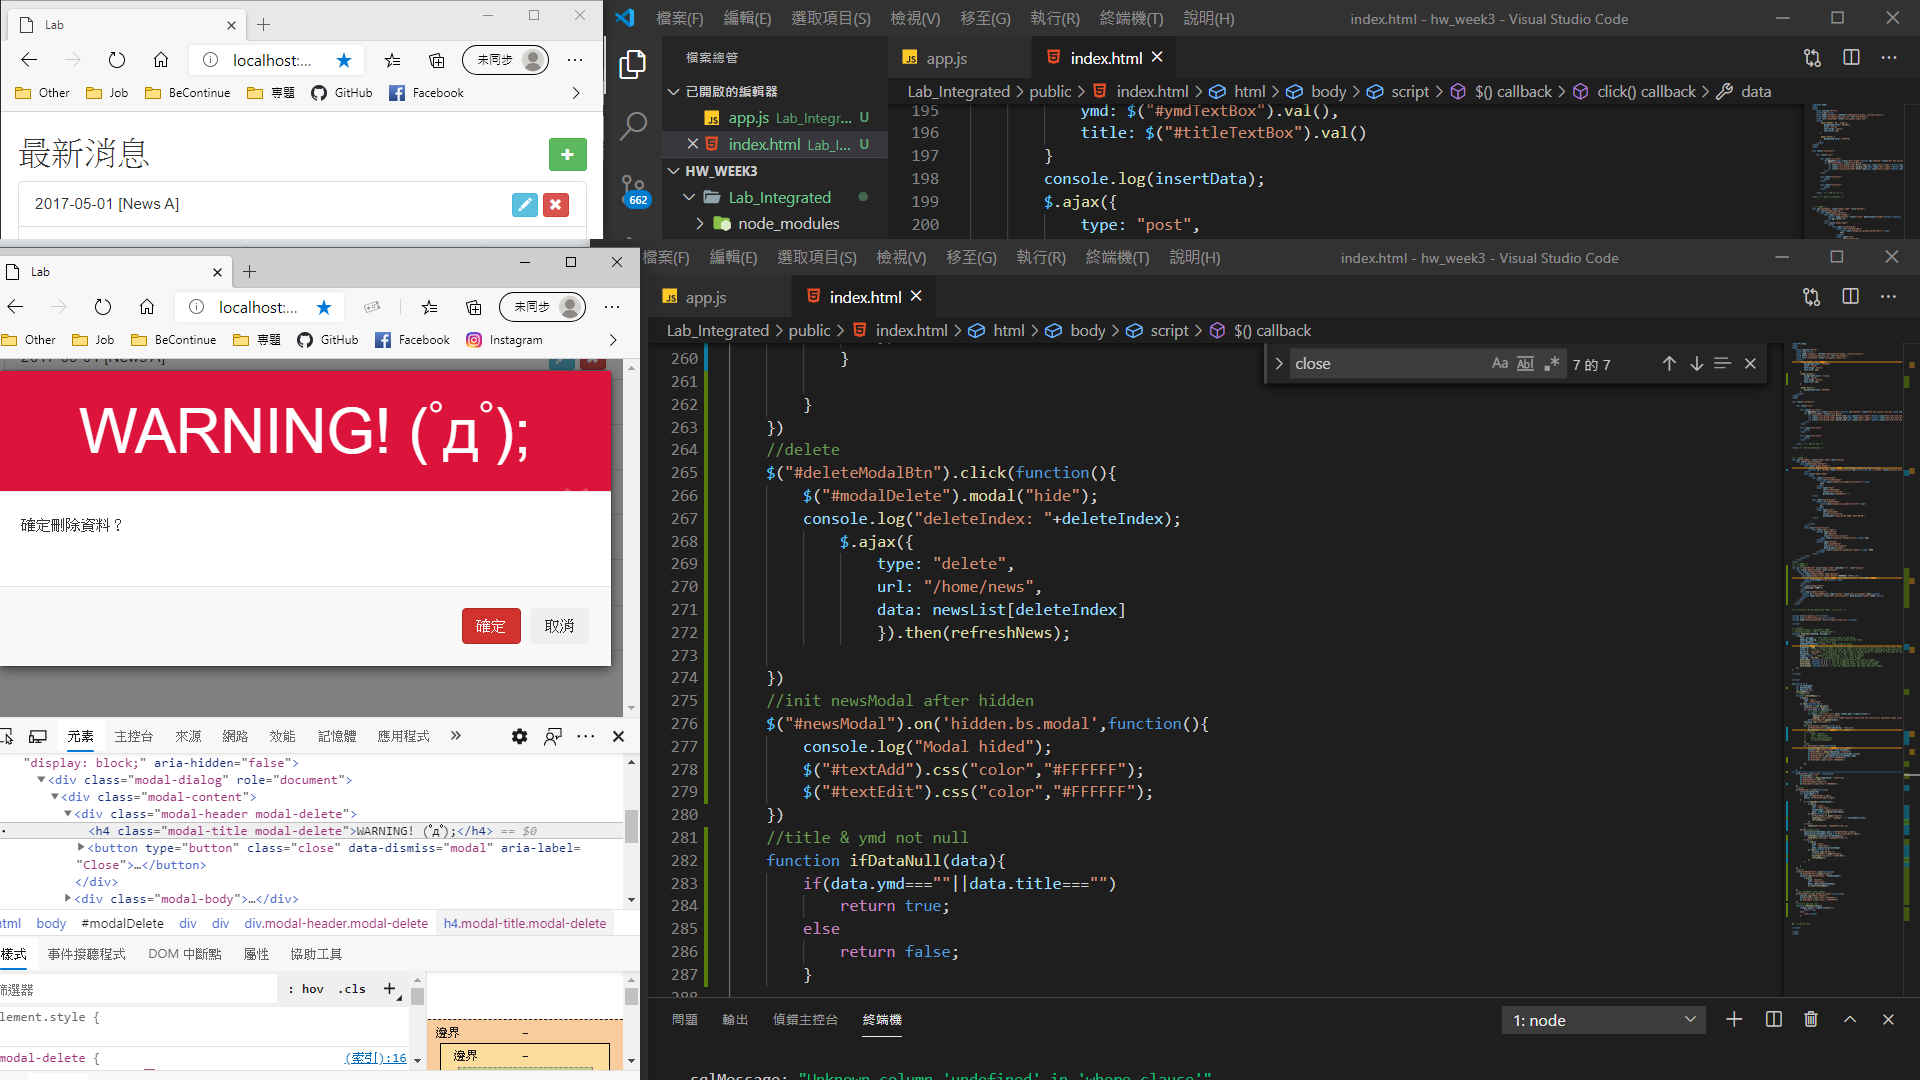 Lab
localhost:...
未同步
Other Job BeContinue 專題 GitHub Facebook
最新消息
2017-05-01 [News A]
檔案(F) 編輯(E) 選取項目(S) 檢視(V) 移至(G) 執行(R) 終端機(T) 說明(H)
index.html - hw_week3 - Visual Studio Code
檔案總管
已開啟的編輯器
app.js Lab_Integr... U
index.html Lab_I... U
HW_WEEK3
Lab_Integrated
node_modules
662
app.js
index.html
Lab_Integrated > public > index.html > html > body > script > $() callback > click() callback > data
195 ymd: $("#ymdTextBox").val(),
196 title: $("#titleTextBox").val()
197 }
198 console.log(insertData);
199 $.ajax({
200 type: "post",
Lab
localhost:...
未同步
Other Job BeContinue 專題 GitHub Facebook Instagram
2017-05-01 [News A]
WARNING! (ﾟдﾟ);
確定刪除資料？
確定 取消
元素 主控台 來源 網路 效能 記憶體 應用程式
"display: block;" aria-hidden="false">
<div class="modal-dialog" role="document">
<div class="modal-content">
<div class="modal-header modal-delete">
<h4 class="modal-title modal-delete">WARNING! (ﾟдﾟ);</h4> == $0
<button type="button" class="close" data-dismiss="modal" aria-label=
"Close">…</button>
</div>
<div class="modal-body">…</div>
html body #modalDelete div div div.modal-header.modal-delete h4.modal-title.modal-delete
樣式 事件接聽程式 DOM 中斷點 屬性 協助工具
篩選器 :hov .cls +
element.style {
modal-delete { (索引):16
邊界 –
邊界 –
檔案(F) 編輯(E) 選取項目(S) 檢視(V) 移至(G) 執行(R) 終端機(T) 說明(H)
index.html - hw_week3 - Visual Studio Code
app.js
index.html
Lab_Integrated > public > index.html > html > body > script > $() callback
close Aa Abl .* 7 的 7
260 }
261
262 }
263 })
264 //delete
265 $("#deleteModalBtn").click(function(){
266 $("#modalDelete").modal("hide");
267 console.log("deleteIndex: "+deleteIndex);
268 $.ajax({
269 type: "delete",
270 url: "/home/news",
271 data: newsList[deleteIndex]
272 }).then(refreshNews);
273
274 })
275 //init newsModal after hidden
276 $("#newsModal").on('hidden.bs.modal',function(){
277 console.log("Modal hided");
278 $("#textAdd").css("color","#FFFFFF");
279 $("#textEdit").css("color","#FFFFFF");
280 })
281 //title & ymd not null
282 function ifDataNull(data){
283 if(data.ymd===""||data.title==="")
284 return true;
285 else
286 return false;
287 }
288
問題 輸出 偵錯主控台 終端機
1: node
sqlMessage: "Unknown column 'undefined' in 'where clause'"